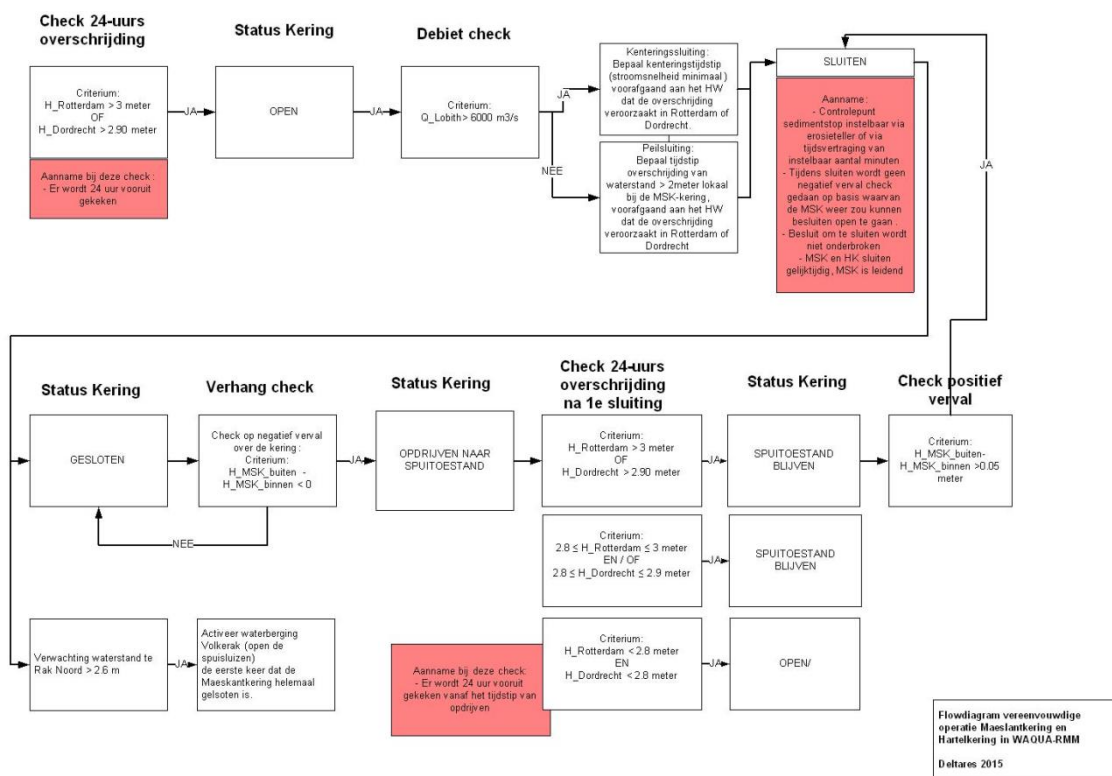 Check 24-uurs
overschrijding
Status Kering
Debiet check
Criterium:
H_Rotterdam > 3 meter
OF
H_Dordrecht > 2.90 meter
JA
OPEN
JA
Criterium:
Q_Lobith> 6000 m3/s
JA
NEE
Kenteringssluiting:
Bepaal kenteringstijdstip
(stroomsnelheid minimaal)
voorafgaand aan het HW
dat de overschrijding
veroorzaakt in Rotterdam of
Dordrecht.
Peilsluiting:
Bepaal tijdstip
overschrijding van
waterstand > 2meter lokaal
bij de MSK-kering,
voorafgaand aan het HW
dat de overschrijding
veroorzaakt in Rotterdam of
Dordrecht
SLUITEN
Aanname :
- Controlepunt
sedimentstop instelbaar via
erosieteller of via
tijdsvertraging van
instelbaar aantal minuten
- Tijdens sluiten wordt geen
negatief verval check
gedaan op basis waarvan
de MSK weer zou kunnen
besluiten open te gaan .
- Besluit om te sluiten wordt
niet onderbroken
- MSK en HK sluiten
gelijktijdig, MSK is leidend
JA
Aanname bij deze check :
- Er wordt 24 uur vooruit
gekeken
Status Kering
Verhang check
Status Kering
Check 24-uurs
overschrijding
na 1e sluiting
Status Kering
Check positief
verval
GESLOTEN
Check op negatief verval
over de kering :
Criterium:
H_MSK_buiten -
H_MSK_binnen < 0
JA
NEE
OPDRIJVEN NAAR
SPUITOESTAND
Criterium:
H_Rotterdam > 3 meter
OF
H_Dordrecht > 2.90 meter
JA
SPUITOESTAND
BLIJVEN
Criterium:
H_MSK_buiten-
H_MSK_binnen >0.05
meter
Criterium:
2.8 ≤ H_Rotterdam ≤ 3 meter
EN / OF
2.8 ≤ H_Dordrecht ≤ 2.9 meter
JA
SPUITOESTAND
BLIJVEN
Verwachting waterstand te
Rak Noord > 2.6 m
JA
Activeer waterberging
Volkerak (open de
spuisluizen)
de eerste keer dat de
Maeskantkering helemaal
gelsoten is.
Aanname bij deze check:
- Er wordt 24 uur vooruit
gekeken vanaf het tijdstip van
opdrijven
Criterium:
H_Rotterdam < 2.8 meter
EN
H_Dordrecht < 2.8 meter
JA
OPEN/
Flowdiagram vereenvouwdige
operatie Maeslantkering en
Hartelkering in WAQUA-RMM
Deltares 2015